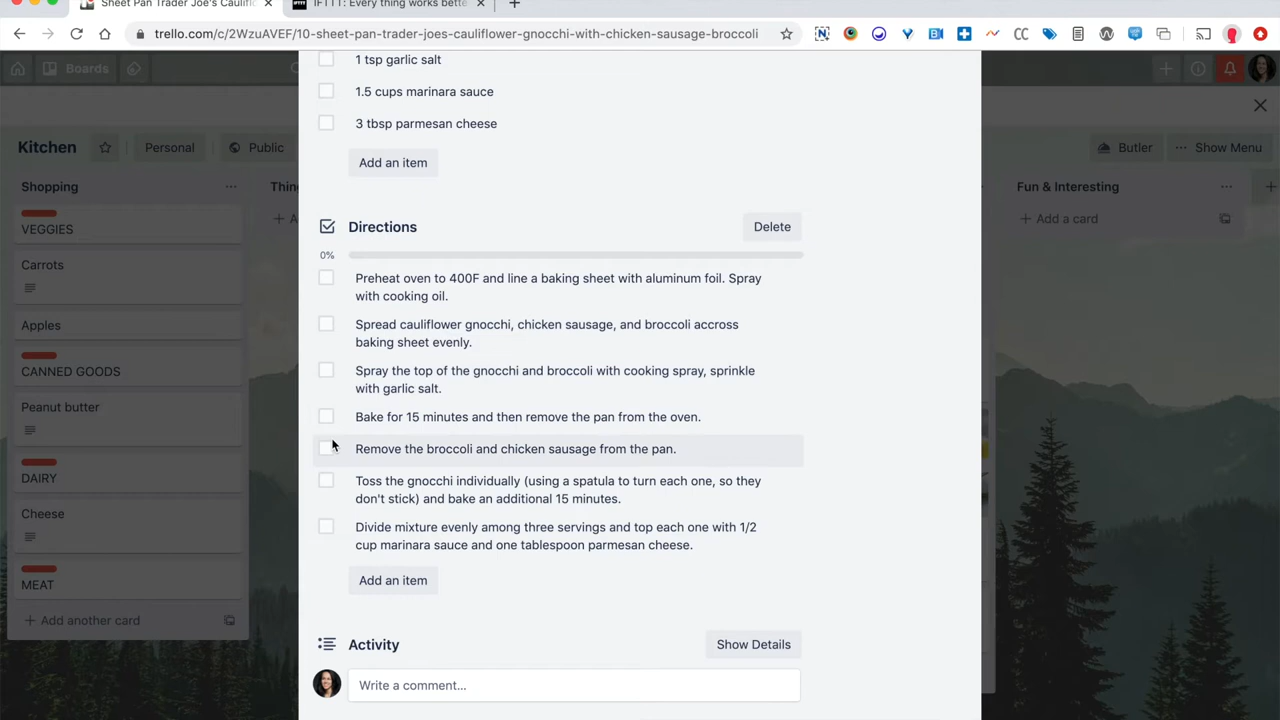 Sheet Pan Trader Joe's Cauliflo
IFTTT: Every thing works bette
trello.com/c/2WzuAVEF/10-sheet-pan-trader-joes-cauliflower-gnocchi-with-chicken-sausage-broccoli
CC
Boards
Kitchen
Personal
Public
Butler
Show Menu
Shopping
Thin
Fun & Interesting
A
Add a card
VEGGIES
Carrots
Apples
CANNED GOODS
Peanut butter
DAIRY
Cheese
MEAT
Add another card
1 tsp garlic salt
1.5 cups marinara sauce
3 tbsp parmesan cheese
Add an item
Directions
Delete
0%
Preheat oven to 400F and line a baking sheet with aluminum foil. Spray
with cooking oil.
Spread cauliflower gnocchi, chicken sausage, and broccoli accross
baking sheet evenly.
Spray the top of the gnocchi and broccoli with cooking spray, sprinkle
with garlic salt.
Bake for 15 minutes and then remove the pan from the oven.
Remove the broccoli and chicken sausage from the pan.
Toss the gnocchi individually (using a spatula to turn each one, so they
don't stick) and bake an additional 15 minutes.
Divide mixture evenly among three servings and top each one with 1/2
cup marinara sauce and one tablespoon parmesan cheese.
Add an item
Activity
Show Details
Write a comment…